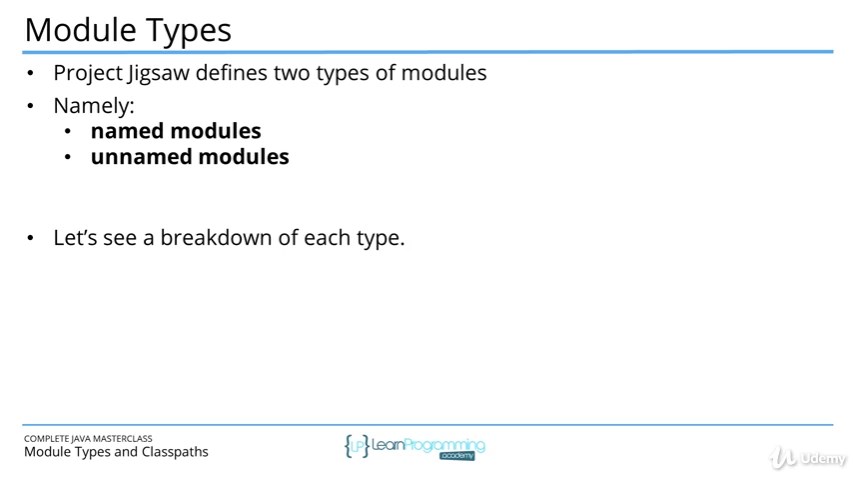 Module Types
• Project Jigsaw defines two types of modules
• Namely:
• named modules
• unnamed modules
• Let's see a breakdown of each type.
COMPLETE JAVA MASTERCLASS
Module Types and Classpaths
{LP} LearnProgramming
academy
Udemy